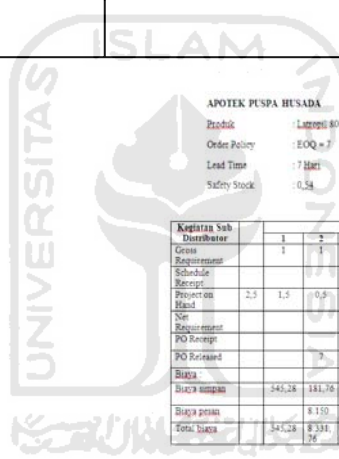 ISLAM
UNIVERSITAS
APOTEK PUSPA HUSADA
Produk : Latropil 80
Order Policy : EOQ = 7
Lead Time : 7 Hari
Safety Stock : 0,54
Kegiatan Sub
Distributor 1 2
Gross
Requirement 1 1
Schedule
Receipt
Project on
Hand 2,5 1,5 0,5
Net
Requirement
PO Receipt
PO Released 7
Biaya :
Biaya simpan 545,28 181,76
Biaya pesan 8.150
Total biaya 545,28 8.331,
76